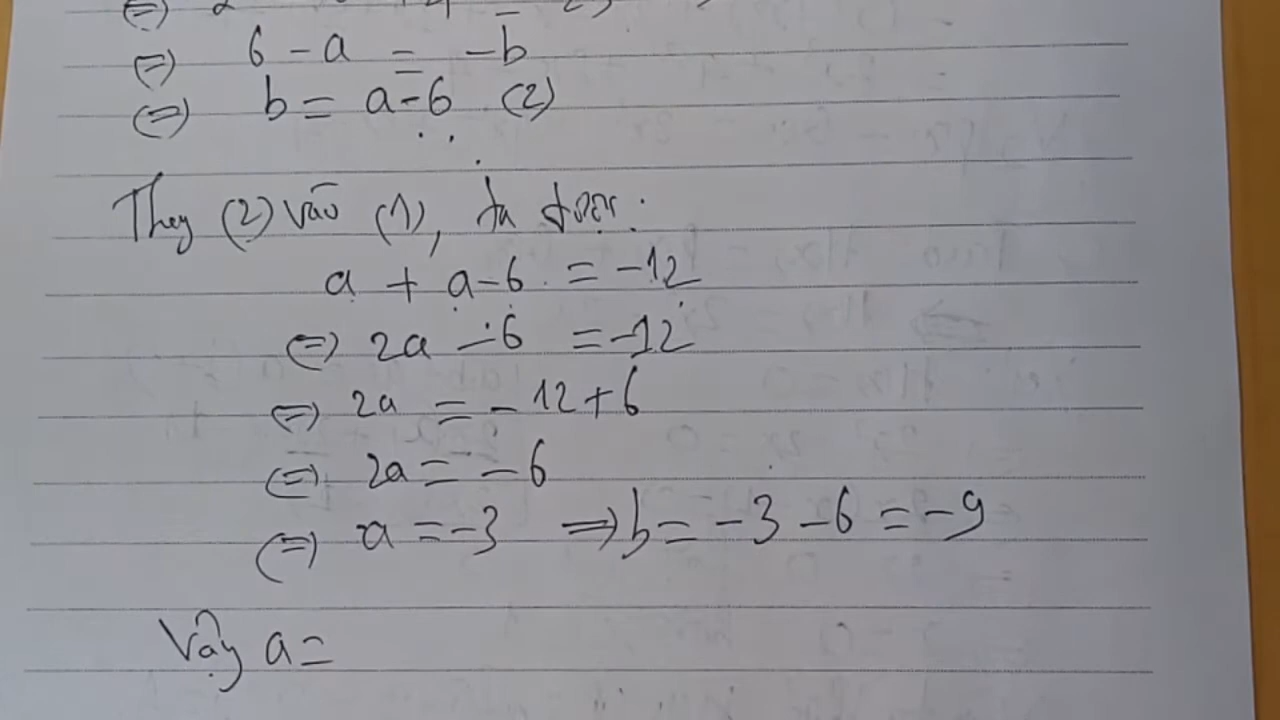 ⇔ 6 - a = -b
⇔ b = a - 6 (2)
Thay (2) vào (1), ta được:
a + a - 6 = -12
⇔ 2a - 6 = -12
⇔ 2a = -12 + 6
⇔ 2a = -6
⇔ a = -3 ⇒ b = -3 - 6 = -9
Vậy a =